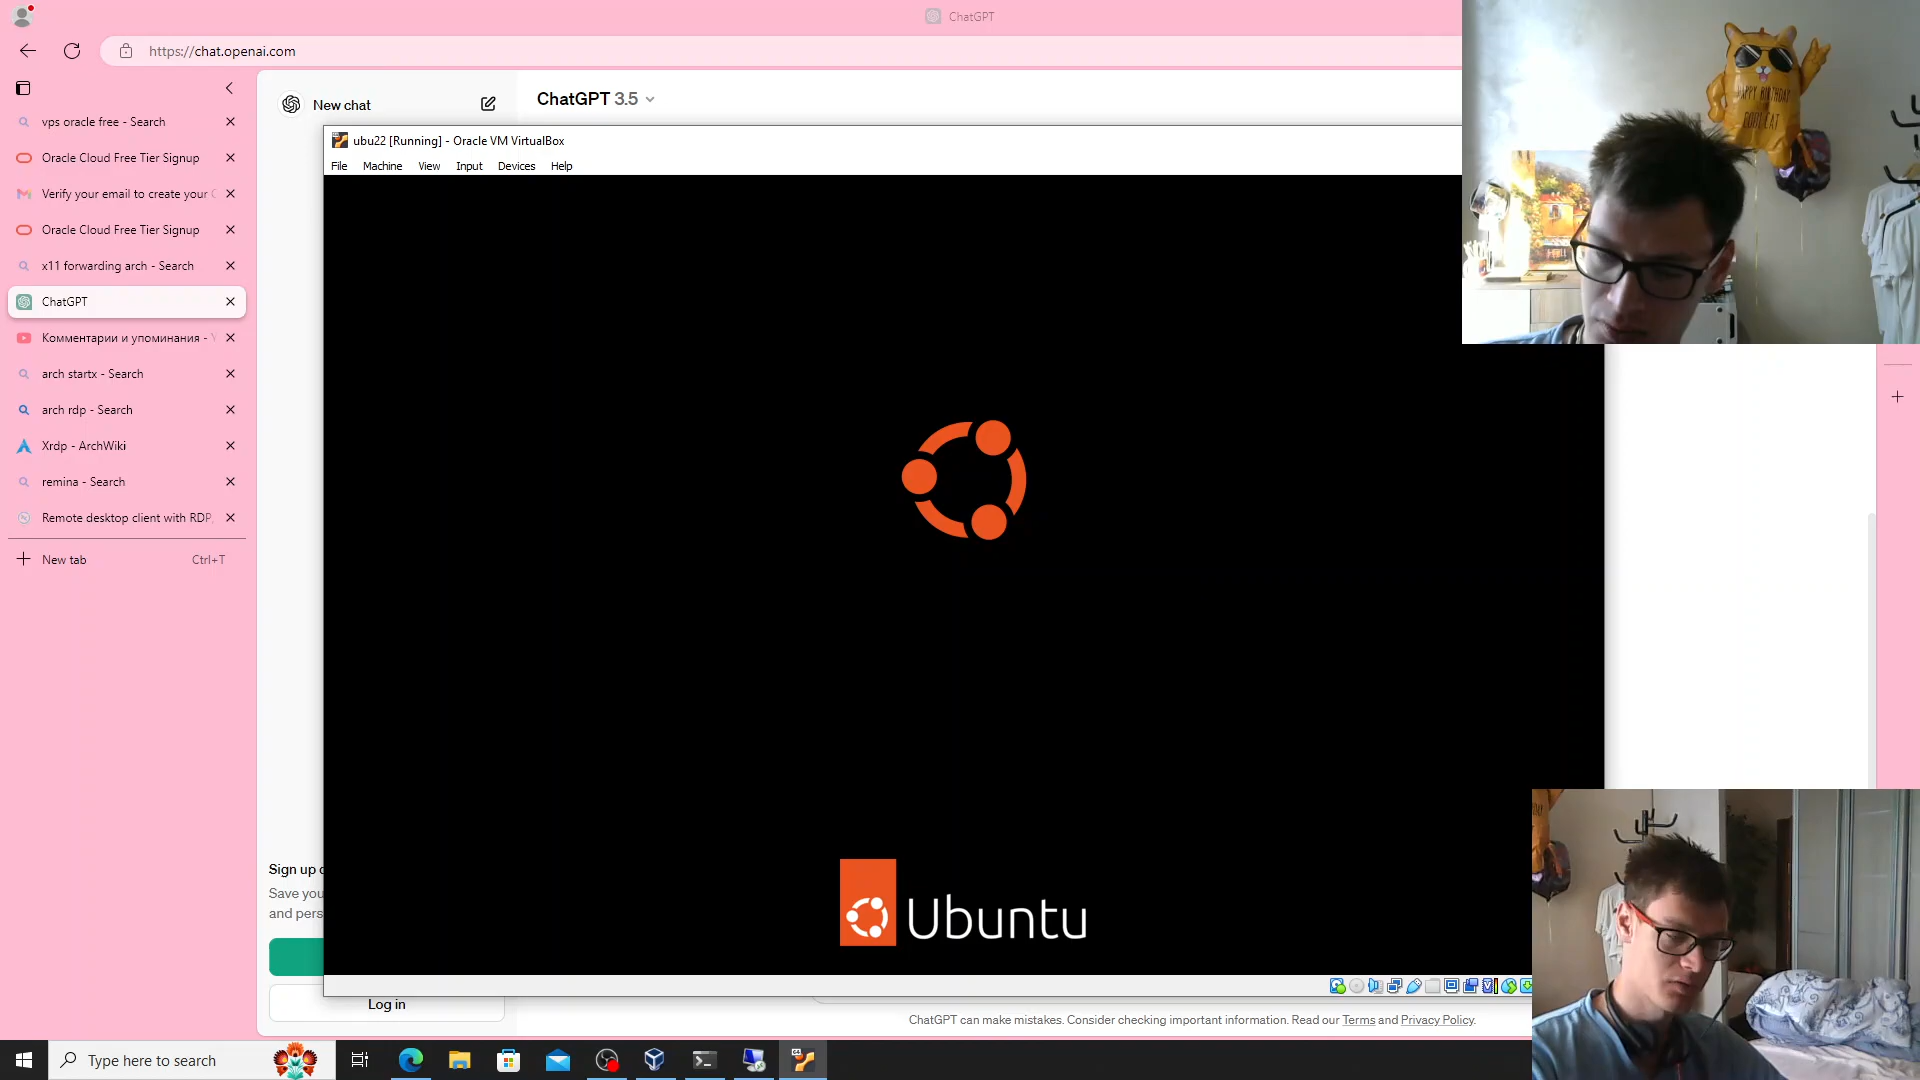 ChatGPT
https://chat.openai.com
New chat
ChatGPT 3.5
vps oracle free - Search
Oracle Cloud Free Tier Signup
Verify your email to create your
Oracle Cloud Free Tier Signup
x11 forwarding arch - Search
ChatGPT
Комментарии и упоминания -
arch startx - Search
arch rdp - Search
Xrdp - ArchWiki
remina - Search
Remote desktop client with RDP,
New tab
Ctrl+T
ubu22 [Running] - Oracle VM VirtualBox
File
Machine
View
Input
Devices
Help
HAPPY BIRTHDAY
COOL CAT
Ubuntu
Sign up
Save you
and pers
Log in
ChatGPT can make mistakes. Consider checking important information. Read our Terms and Privacy Policy.
Type here to search